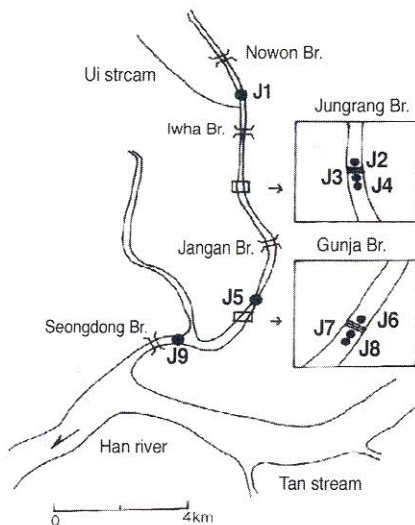 Nowon Br.
Ui strcam
J1
Jungrang Br.
Iwha Br.
J2
J3
J4
Jangan Br.
Gunja Br.
J5
J6
J7
J8
Seongdong Br.
J9
Han river
Tan stream
0 4km